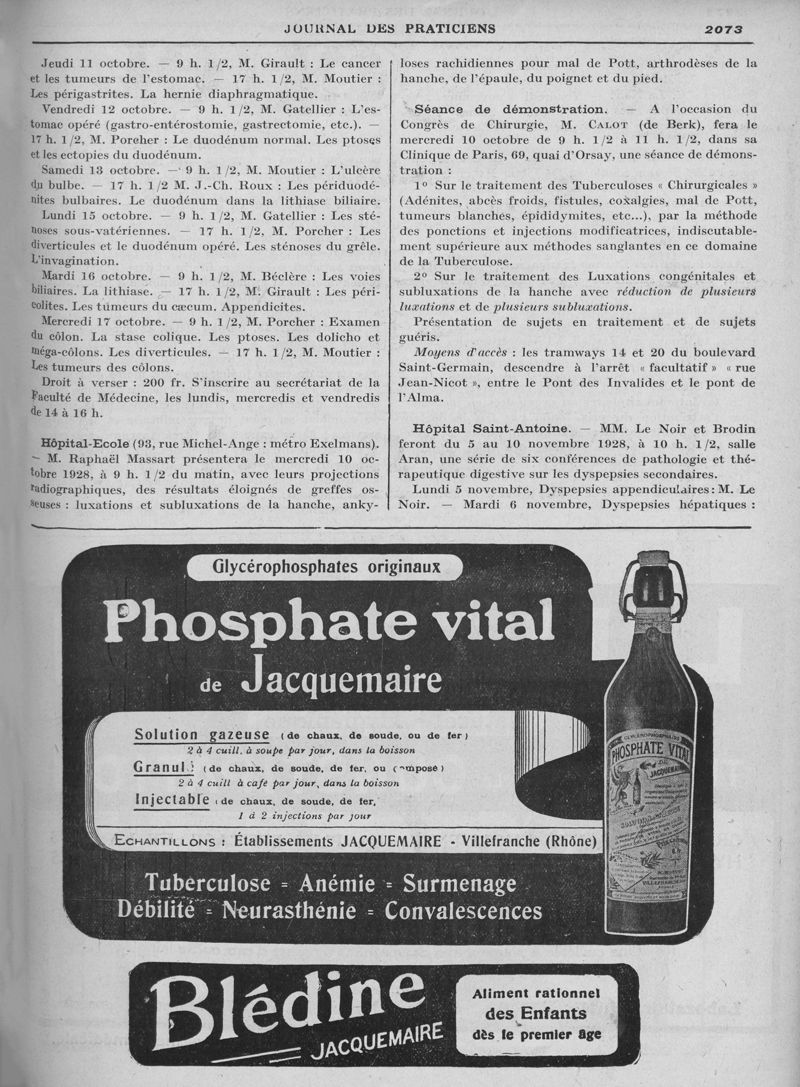 JOURNAL DES PRATICIENS
2073
Jeudi 11 octobre. — 9 h. 1/2, M. Girault : Le cancer
et les tumeurs de l'estomac. — 17 h. 1/2, M. Moutier :
Les périgastrites. La hernie diaphragmatique.
Vendredi 12 octobre. — 9 h. 1/2, M. Gatellier : L'es-
tomac opéré (gastro-entérostomie, gastrectomie, etc.). —
17 h. 1/2, M. Porcher : Le duodénum normal. Les ptoses
et les ectopies du duodénum.
Samedi 13 octobre. — 9 h. 1/2, M. Moutier : L'ulcère
du bulbe. — 17 h. 1/2 M. J.-Ch. Roux : Les périduodé-
nites bulbaires. Le duodénum dans la lithiase biliaire.
Lundi 15 octobre. — 9 h. 1/2, M. Gatellier : Les sté-
noses sous-vatériennes. — 17 h. 1/2, M. Porcher : Les
diverticules et le duodénum opéré. Les sténoses du grêle.
L'invagination.
Mardi 16 octobre. — 9 h. 1/2, M. Béclère : Les voies
biliaires. La lithiase. — 17 h. 1/2, M. Girault : Les péri-
colites. Les tumeurs du cæcum. Appendicites.
Mercredi 17 octobre. — 9 h. 1/2, M. Porcher : Examen
du côlon. La stase colique. Les ptoses. Les dolicho et
méga-côlons. Les diverticules. — 17 h. 1/2, M. Moutier :
Les tumeurs des côlons.
Droit à verser : 200 fr. S'inscrire au secrétariat de la
Faculté de Médecine, les lundis, mercredis et vendredis
de 14 à 16 h.
Hôpital-Ecole (93, rue Michel-Ange : métro Exelmans).
— M. Raphaël Massart présentera le mercredi 10 oc-
tobre 1928, à 9 h. 1/2 du matin, avec leurs projections
radiographiques, des résultats éloignés de greffes os-
seuses : luxations et subluxations de la hanche, anky-
loses rachidiennes pour mal de Pott, arthrodèses de la
hanche, de l'épaule, du poignet et du pied.
Séance de démonstration. — A l'occasion du
Congrès de Chirurgie, M. CALOT (de Berk), fera le
mercredi 10 octobre de 9 h. 1/2 à 11 h. 1/2, dans sa
Clinique de Paris, 69, quai d'Orsay, une séance de démons-
tration :
1° Sur le traitement des Tuberculoses « Chirurgicales »
(Adénites, abcès froids, fistules, coxalgies, mal de Pott,
tumeurs blanches, épididymites, etc...), par la méthode
des ponctions et injections modificatrices, indiscutable-
ment supérieure aux méthodes sanglantes en ce domaine
de la Tuberculose.
2° Sur le traitement des Luxations congénitales et
subluxations de la hanche avec réduction de plusieurs
luxations et de plusieurs subluxations.
Présentation de sujets en traitement et de sujets
guéris.
Moyens d'accès : les tramways 14 et 20 du boulevard
Saint-Germain, descendre à l'arrêt « facultatif » « rue
Jean-Nicot », entre le Pont des Invalides et le pont de
l'Alma.
Hôpital Saint-Antoine. — MM. Le Noir et Brodin
feront du 5 au 10 novembre 1928, à 10 h. 1/2, salle
Aran, une série de six conférences de pathologie et thé-
rapeutique digestive sur les dyspepsies secondaires.
Lundi 5 novembre, Dyspepsies appendiculaires : M. Le
Noir. — Mardi 6 novembre, Dyspepsies hépatiques :
Glycérophosphates originaux
Phosphate vital
de Jacquemaire
Solution gazeuse (de chaux, de soude, ou de fer)
2 à 4 cuill. à soupe par jour, dans la boisson
Granulé (de chaux, de soude, de fer, ou composé)
2 à 4 cuill à café par jour, dans la boisson
Injectable (de chaux, de soude, de fer,
1 à 2 injections par jour
ECHANTILLONS : Établissements JACQUEMAIRE - Villefranche (Rhône)
Tuberculose = Anémie = Surmenage
Débilité = Neurasthénie = Convalescences
PHOSPHATE VITAL
DE
JACQUEMAIRE
Blédine
JACQUEMAIRE
Aliment rationnel
des Enfants
dès le premier âge